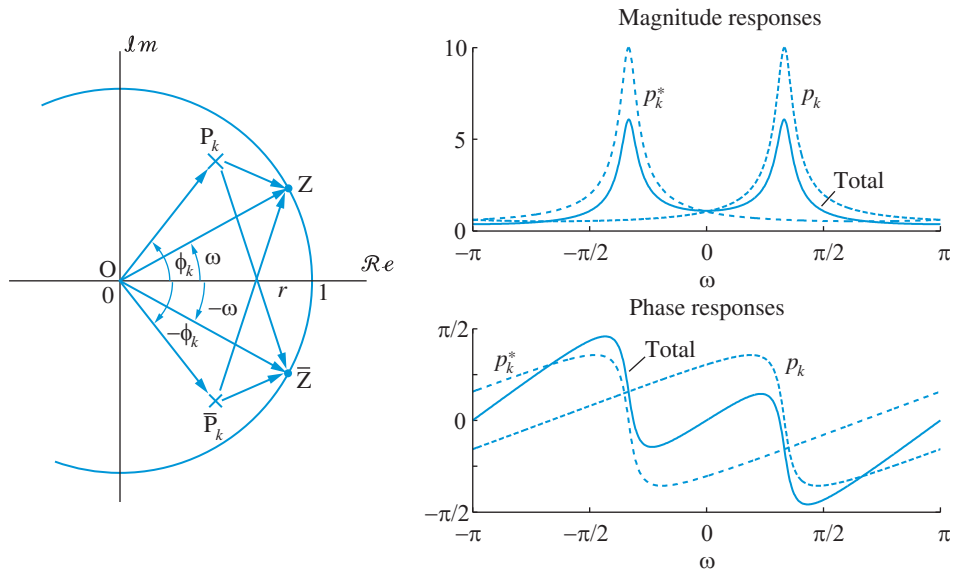 ℐm
P_k
Z
O
ϕ_k
ω
ℛe
0
r
1
−ω
−ϕ_k
Z̅
P̅_k
Magnitude responses
10
p_k^*
p_k
5
Total
0
−π
−π/2
0
π/2
π
ω
Phase responses
π/2
p_k^*
Total
p_k
0
−π/2
−π
−π/2
0
π/2
π
ω